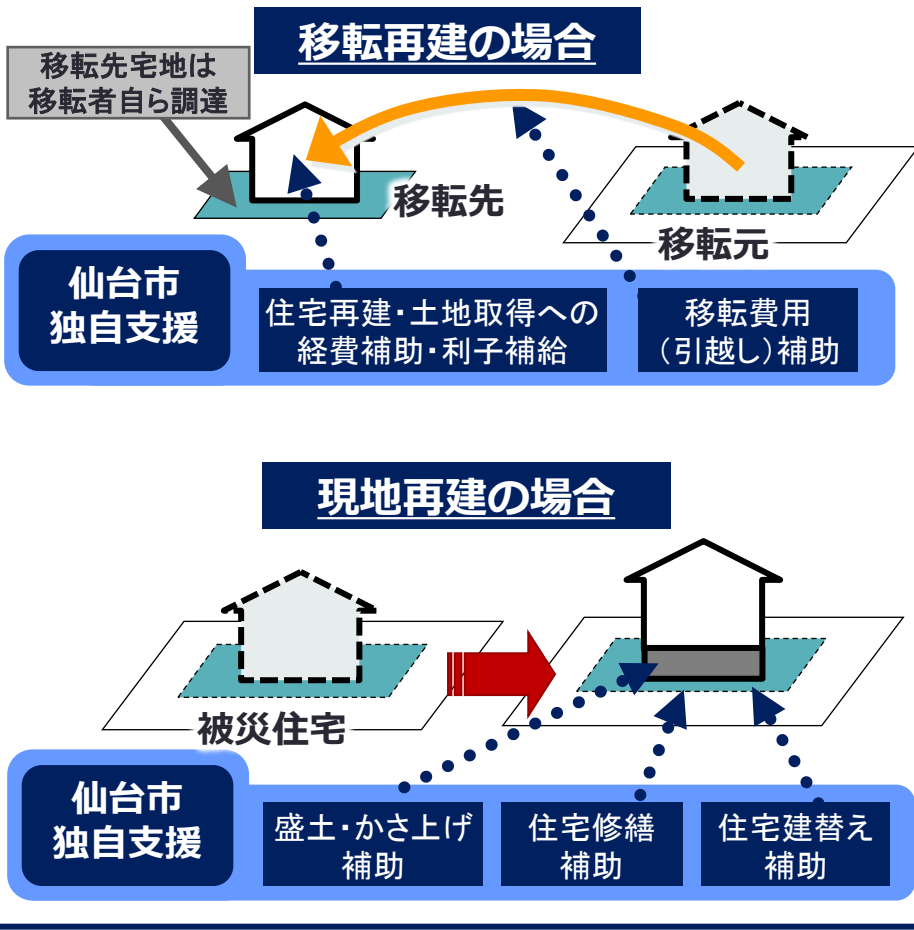 移転再建の場合
移転先宅地は
移転者自ら調達
移転先
移転元
仙台市
独自支援
住宅再建・土地取得への
経費補助・利子補給
移転費用
（引越し）補助
現地再建の場合
被災住宅
仙台市
独自支援
盛土・かさ上げ
補助
住宅修繕
補助
住宅建替え
補助